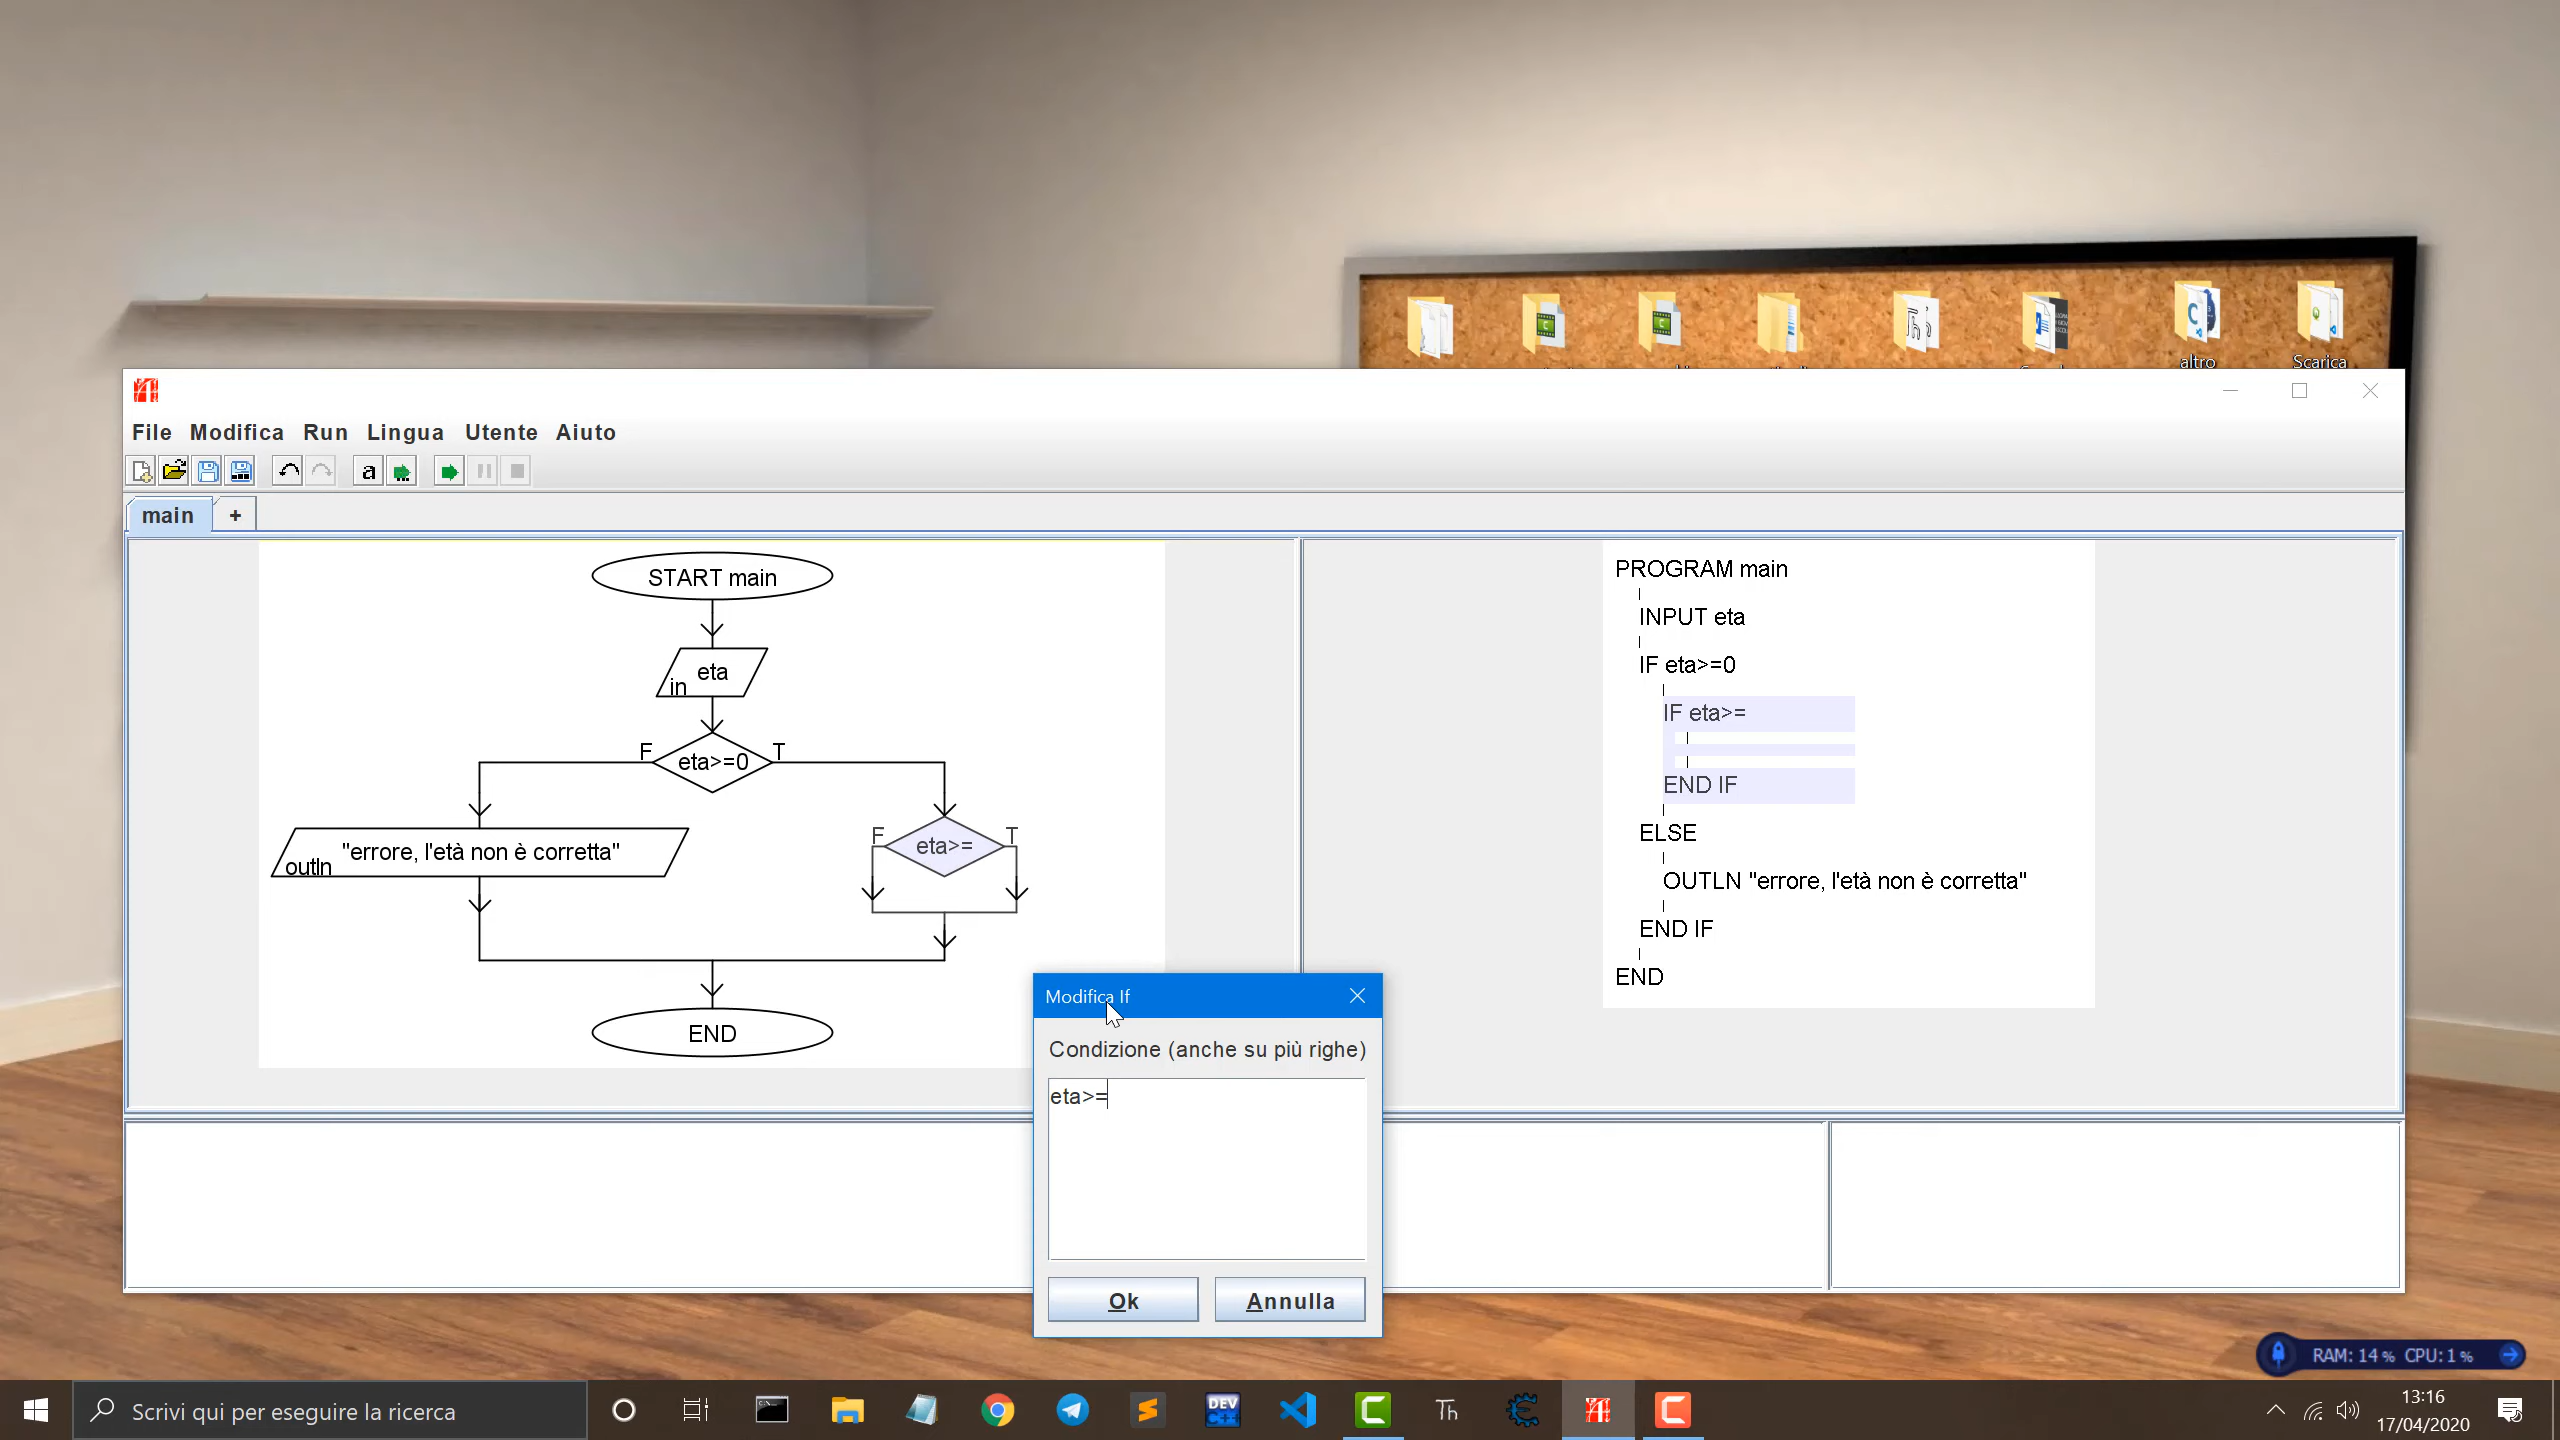 altro
Scarica
File Modifica Run Lingua Utente Aiuto
a
main +
START main
eta
in
F eta>=0 T
"errore, l'età non è corretta"
outln
F eta>= T
END
PROGRAM main
INPUT eta
IF eta>=0
IF eta>=
END IF
ELSE
OUTLN "errore, l'età non è corretta"
END IF
END
Modifica If
Condizione (anche su più righe)
eta>=
Ok Annulla
RAM: 14 % CPU: 1 %
Scrivi qui per eseguire la ricerca
DEV
C++
Th
13:16
17/04/2020